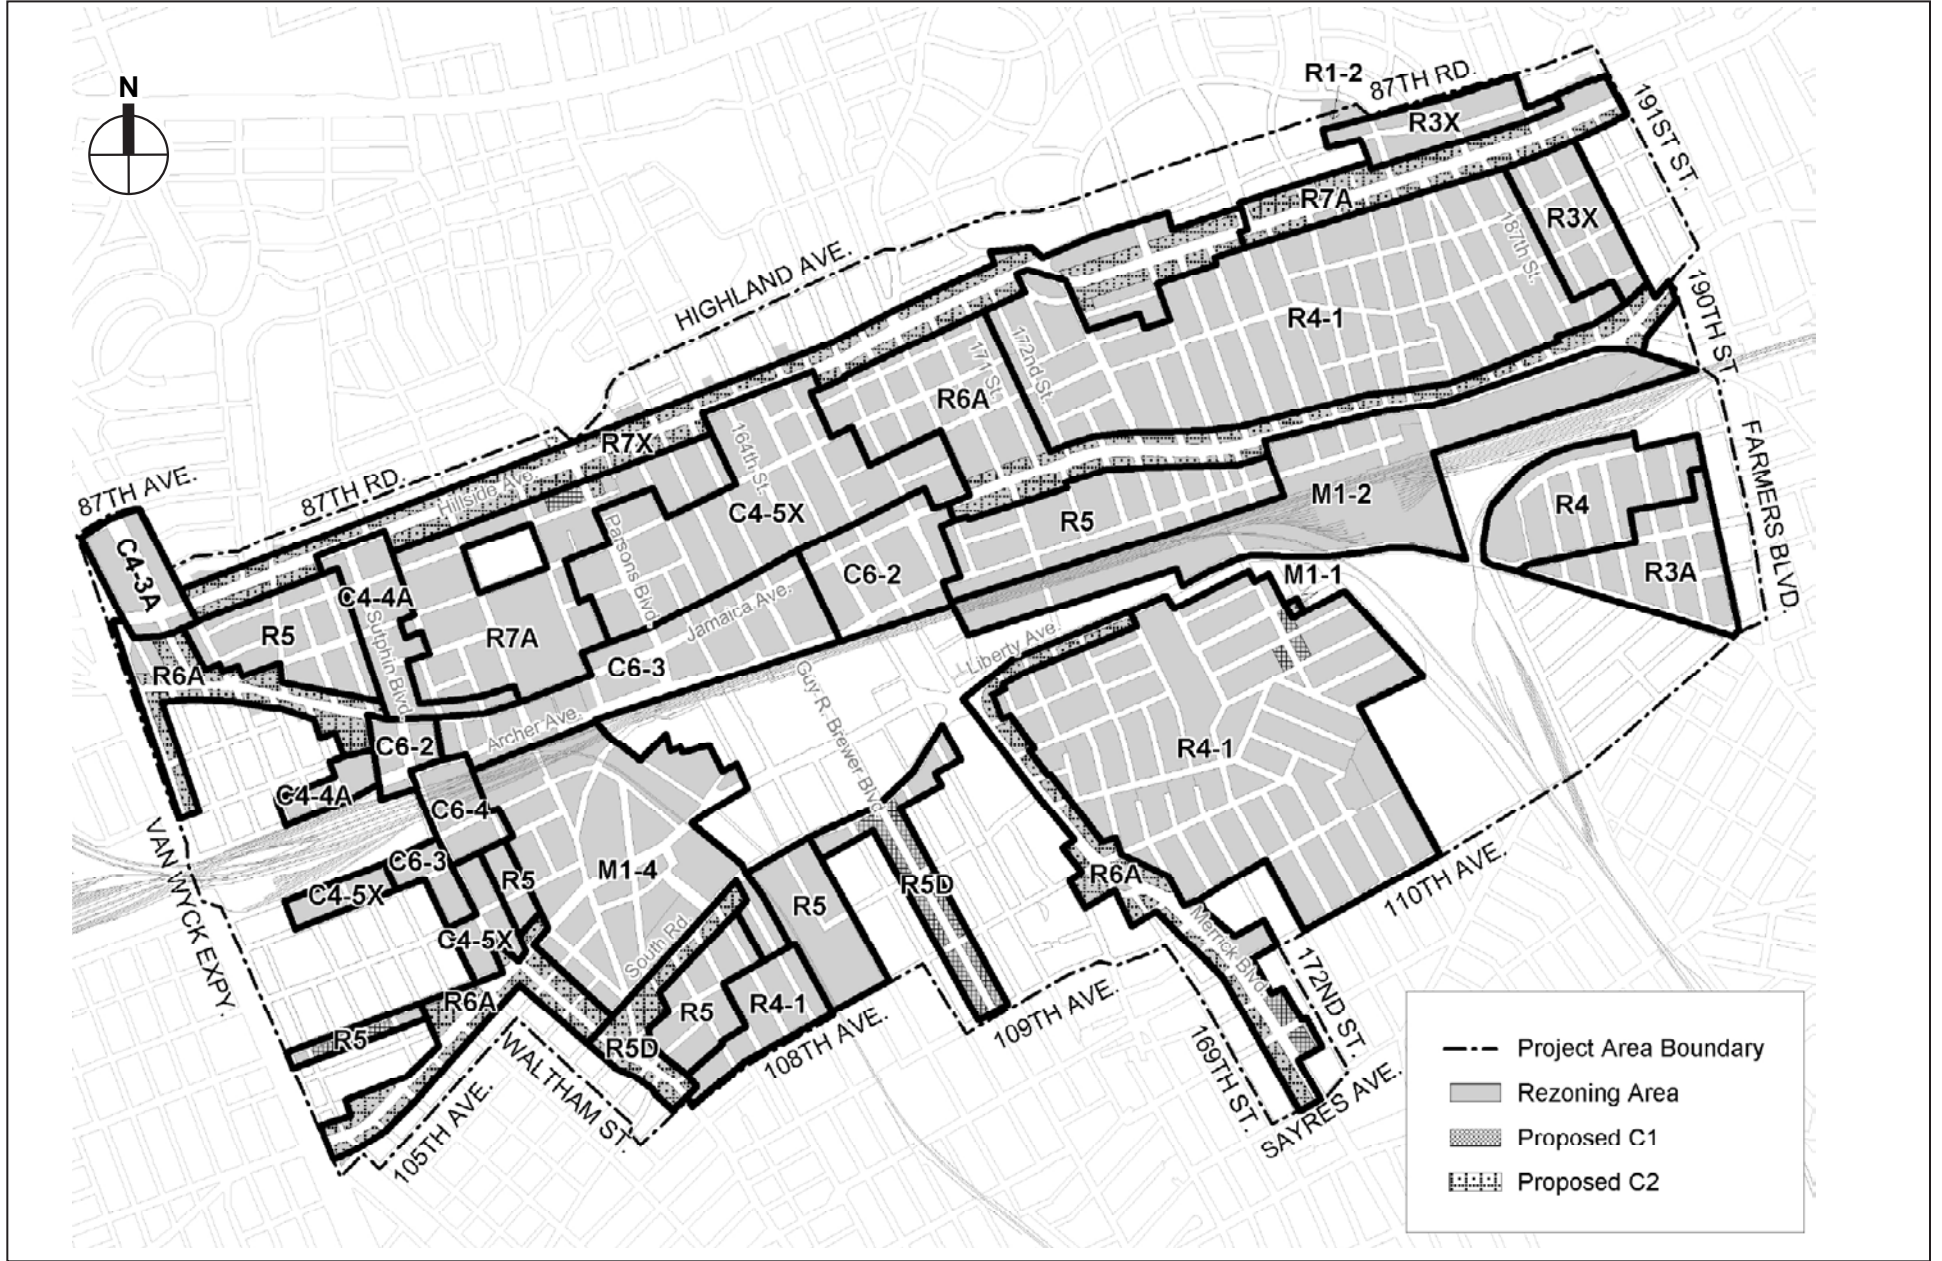 N
R1-2
87TH RD.
R3X
191ST ST.
R7A
R3X
187th St.
HIGHLAND AVE.
190TH ST.
R4-1
172nd St.
171 St.
R6A
R7X
164th St.
FARMERS BLVD.
87TH AVE.
87TH RD.
Hillside Ave.
C4-5X
M1-2
R4
Parsons Blvd.
R5
C4-3A
C4-4A
C6-2
M1-1
R3A
Jamaica Ave.
Sutphin Blvd.
R5
R7A
C6-3
Liberty Ave.
R6A
Guy R. Brewer Blvd.
Archer Ave.
C6-2
R4-1
C4-4A
C6-4
VAN WYCK EXPY.
C6-3
R5
M1-4
R5D
R6A
C4-5X
R5
110TH AVE.
C4-5X
South Rd.
Merrick Blvd.
172ND ST.
R6A
R5
R4-1
R5
R5D
108TH AVE.
109TH AVE.
169TH ST.
SAYRES AVE.
WALTHAM ST.
105TH AVE.
Project Area Boundary
Rezoning Area
Proposed C1
Proposed C2